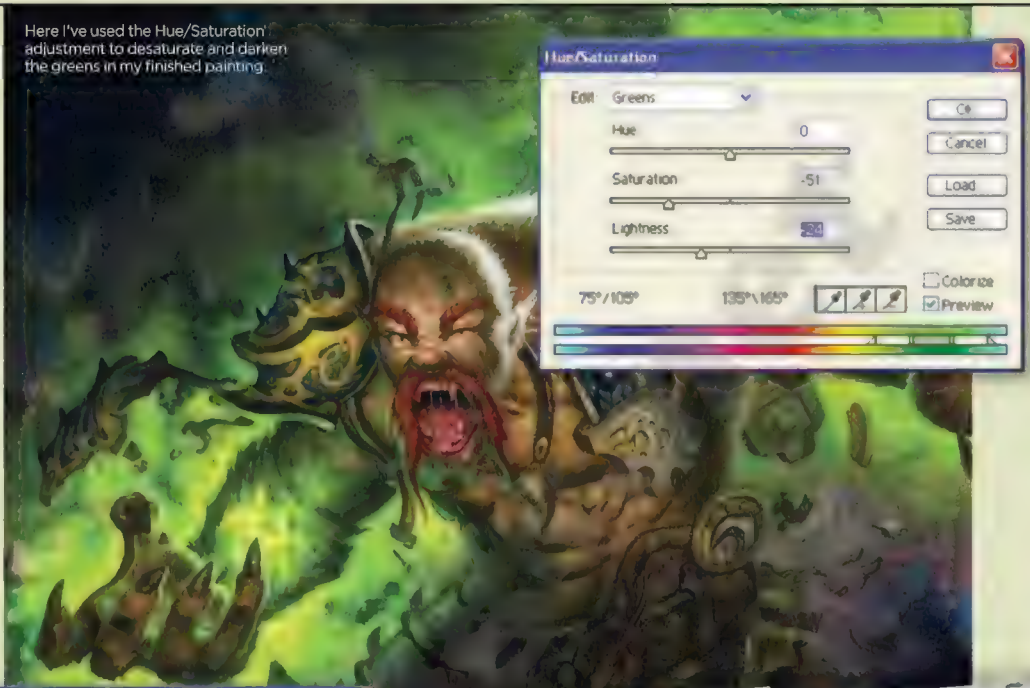 Here I've used the Hue/Saturation'
adjustment to desaturate and darken
the greens in my finished painting.
Hue/Saturation
Edit Greens
Hue 0
Saturation -51
Lightness
75°/105° 135°\165°
OK
Cancel
Load
Save
Colorize
Preview